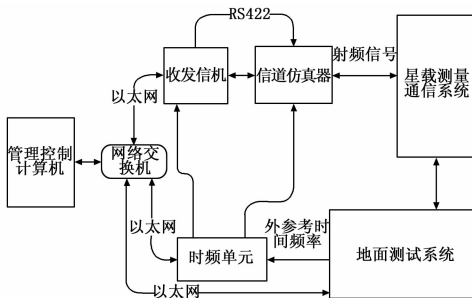 RS422
收发信机
信道仿真器
射频信号
星载测量
通信系统
以太网
管理控制
计算机
网络交
换机
以太网
时频单元
外参考时
间频率
地面测试系统
以太网